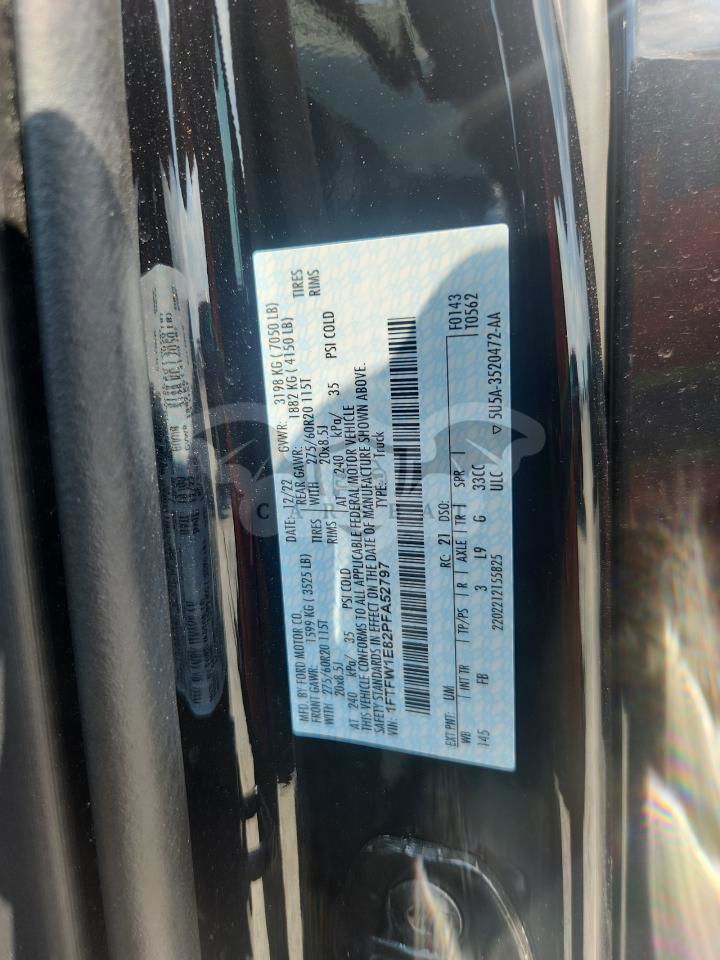 MFD. BY FORD MOTOR CO. DATE: 12/22 GVWR: 3198 KG (7050 LB)
FRONT GAWR: 1599 KG (3525 LB) REAR GAWR: 1882 KG (4150 LB)
WITH 275/60R20 115T TIRES WITH 275/60R20 115T TIRES
20x8.5J RIMS 20x8.5J RIMS
AT 240 kPa/ 35 PSI COLD AT 240 kPa/ 35 PSI COLD
THIS VEHICLE CONFORMS TO ALL APPLICABLE FEDERAL MOTOR VEHICLE
SAFETY STANDARDS IN EFFECT ON THE DATE OF MANUFACTURE SHOWN ABOVE.
VIN: 1FTFW1E82PFA52797 TYPE: Truck
F0143
T0562
EXT PNT: RC: 21 DSO:
WB INT TR TP/PS R AXLE TR SPR
145 FB 3 L9 G 33CC
2202212155825 ULC ▽ 5U5A-3520472-AA